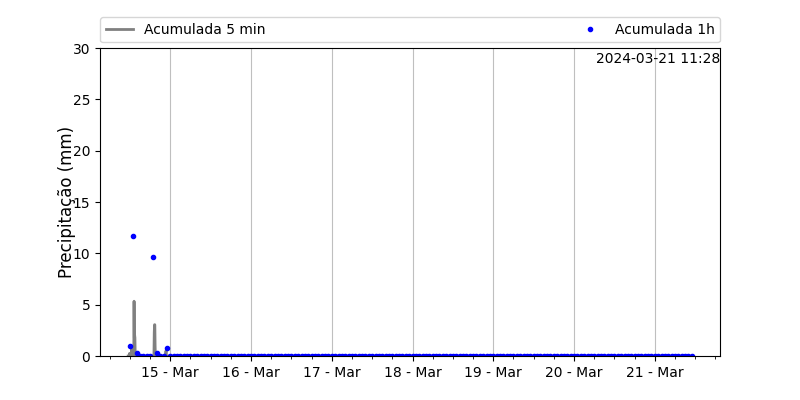 Acumulada 5 min
Acumulada 1h
2024-03-21 11:28
Precipitação (mm)
30
25
20
15
10
5
0
15 - Mar 16 - Mar 17 - Mar 18 - Mar 19 - Mar 20 - Mar 21 - Mar